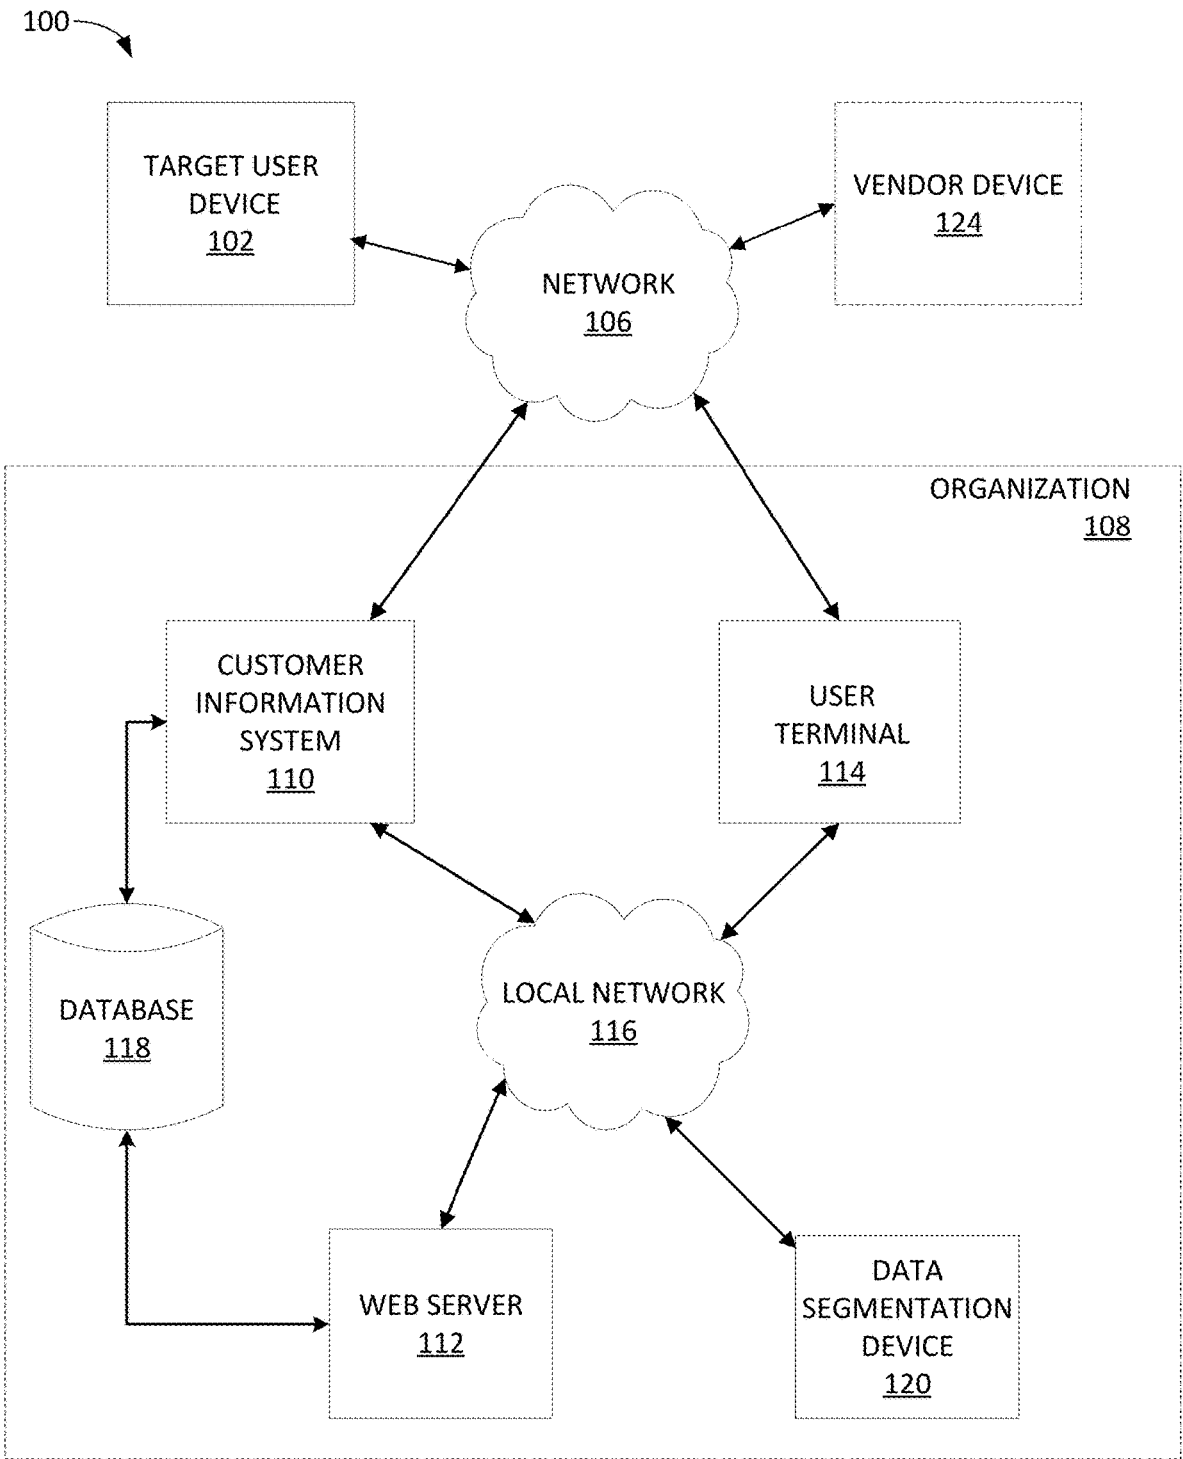 100
TARGET USER
DEVICE
102
VENDOR DEVICE
124
NETWORK
106
ORGANIZATION
108
CUSTOMER
INFORMATION
SYSTEM
110
USER
TERMINAL
114
DATABASE
118
LOCAL NETWORK
116
WEB SERVER
112
DATA
SEGMENTATION
DEVICE
120